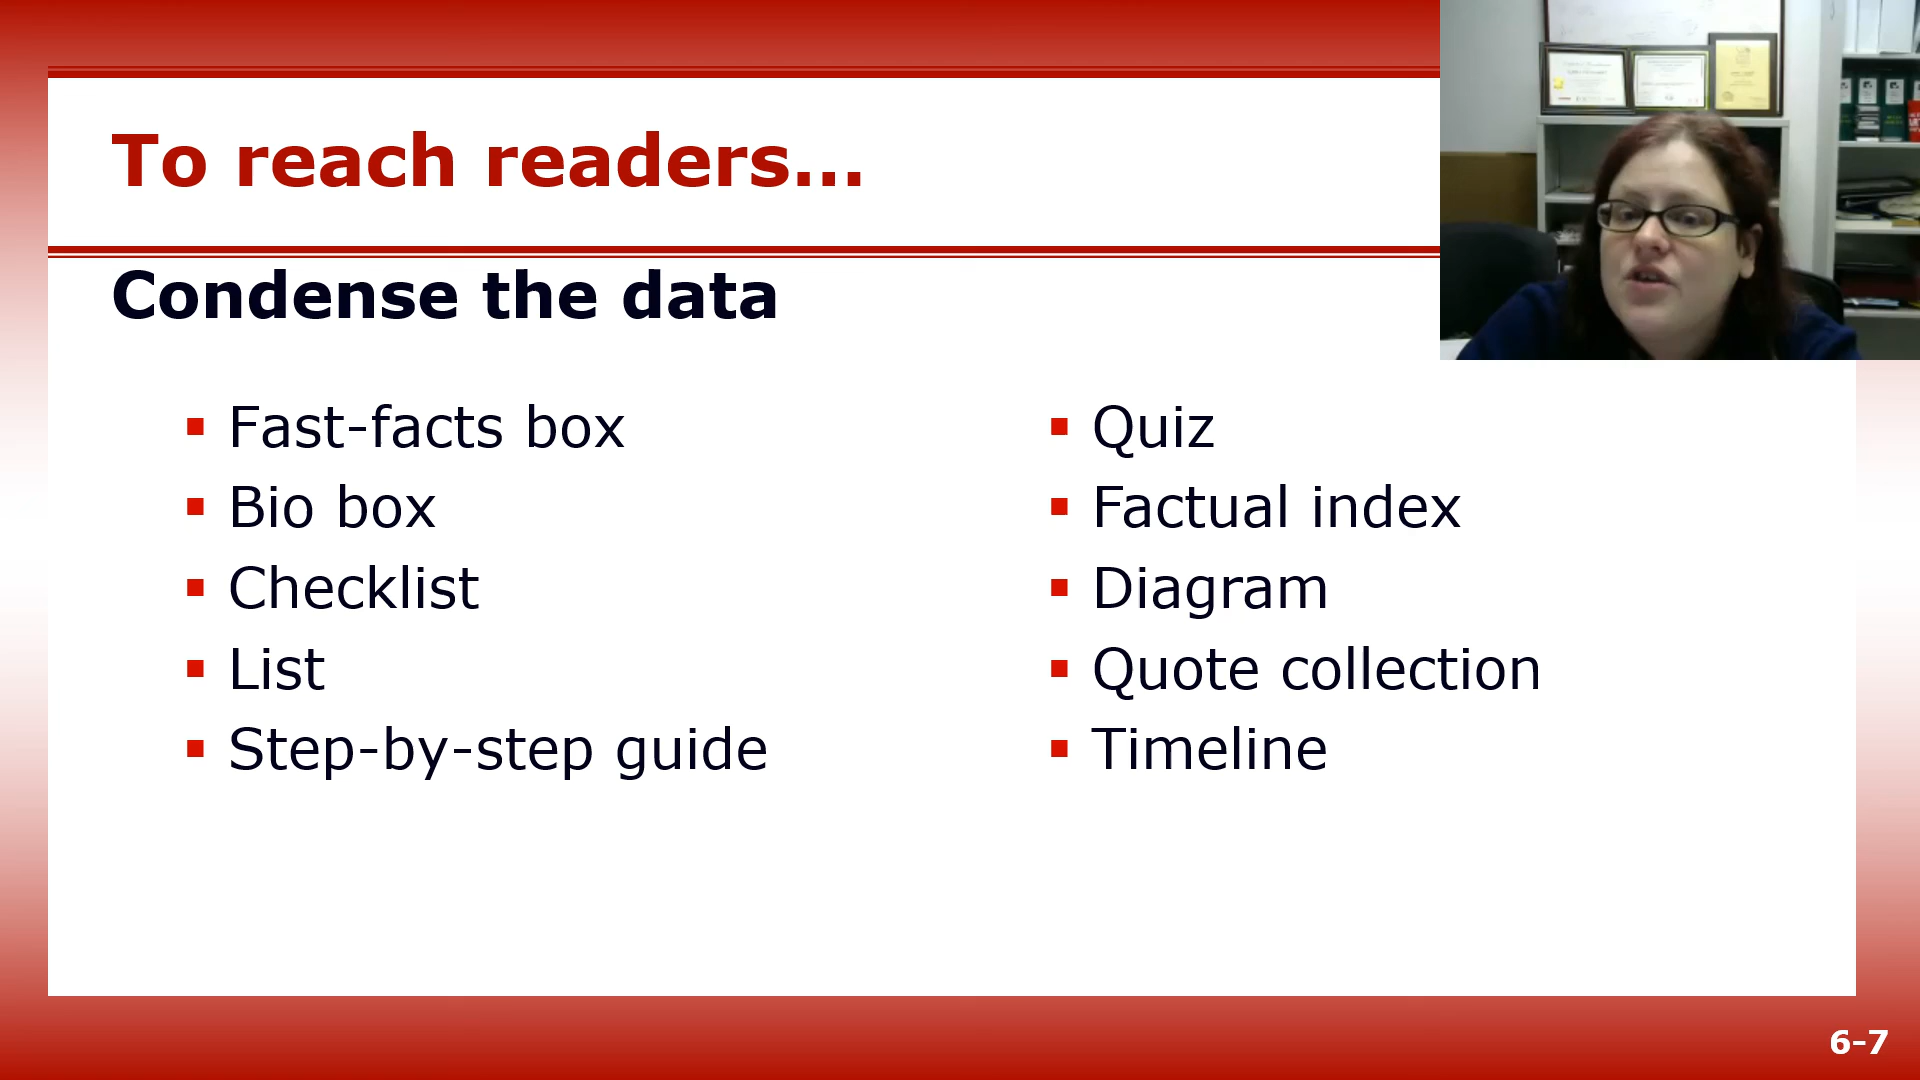 To reach readers…
Condense the data
Fast-facts box
Bio box
Checklist
List
Step-by-step guide
Quiz
Factual index
Diagram
Quote collection
Timeline
6-7